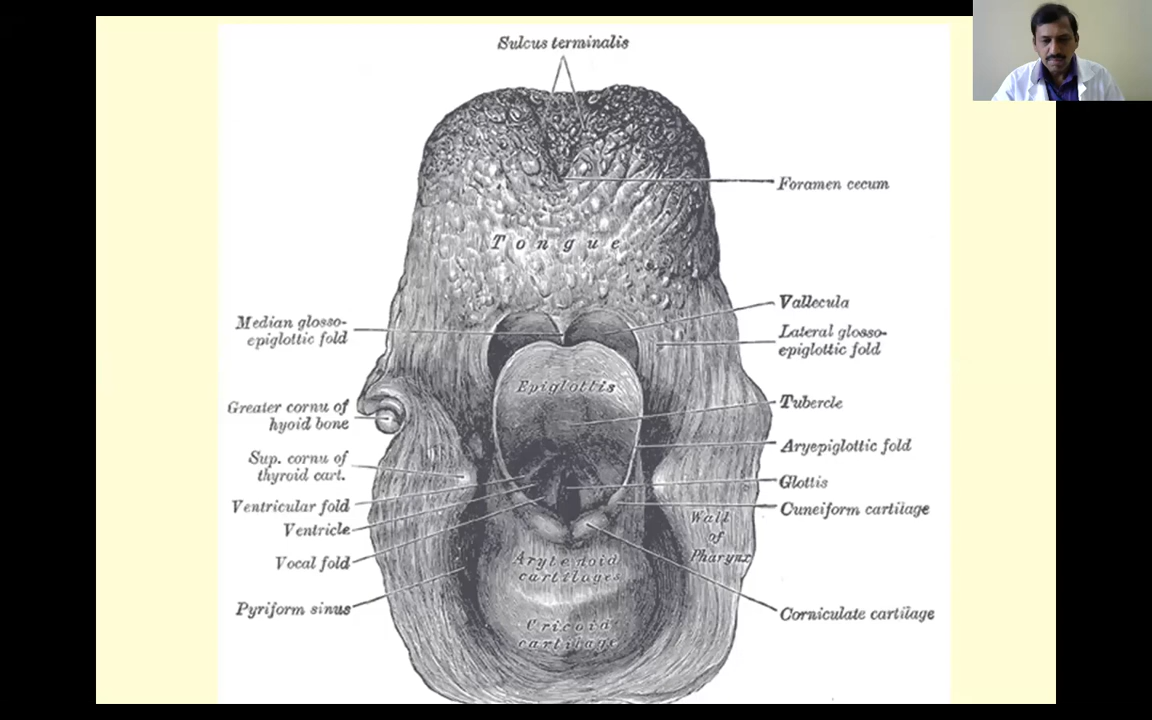 Sulcus terminalis
Foramen cecum
Tongue
Vallecula
Median glosso-
epiglottic fold
Lateral glosso-
epiglottic fold
Epiglottis
Tubercle
Greater cornu of
hyoid bone
Aryepiglottic fold
Sup. cornu of
thyroid cart.
Glottis
Ventricular fold
Cuneiform cartilage
Ventricle
Wall
of
Pharynx
Vocal fold
Arytenoid
cartilages
Pyriform sinus
Corniculate cartilage
Cricoid
cartilage